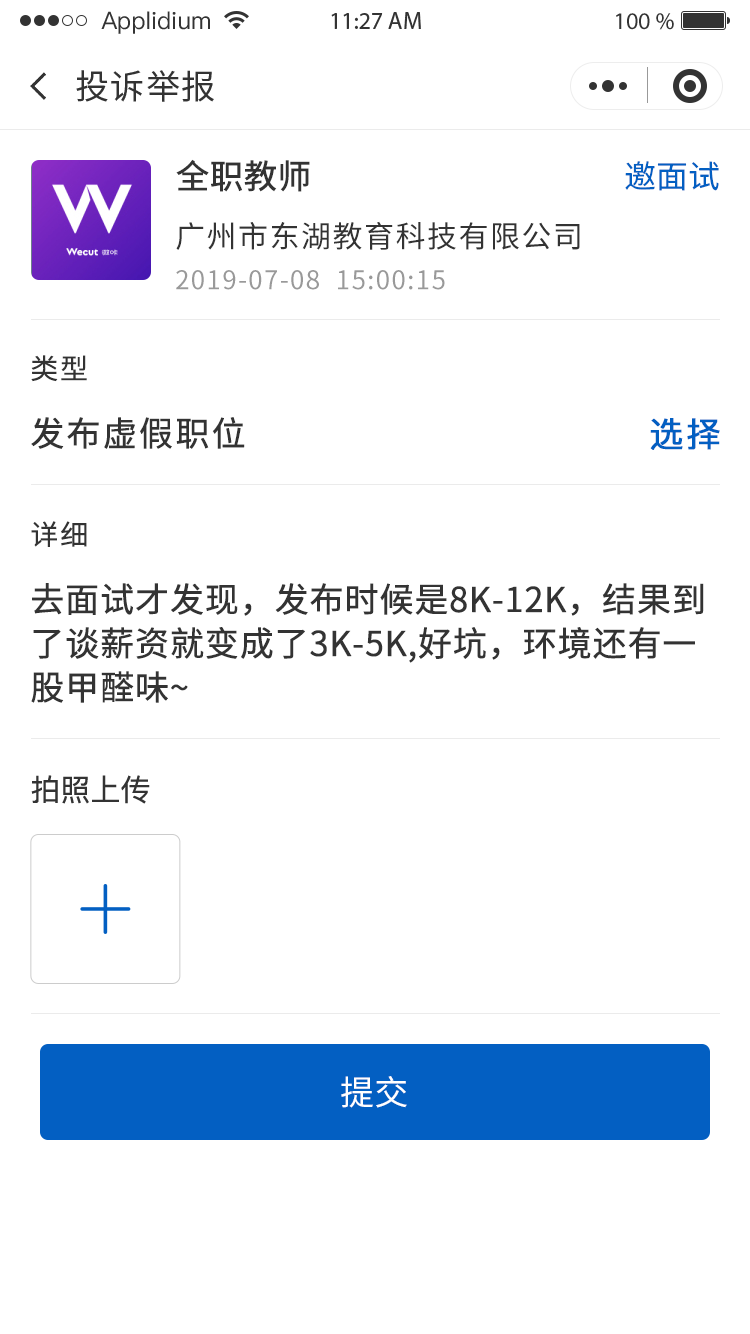 Applidium
11:27 AM
100 %
投诉举报
全职教师
邀面试
广州市东湖教育科技有限公司
2019-07-08 15:00:15
W
Wecut 微咔
类型
发布虚假职位
选择
详细
去面试才发现，发布时候是8K-12K，结果到
了谈薪资就变成了3K-5K,好坑，环境还有一
股甲醛味~
拍照上传
提交